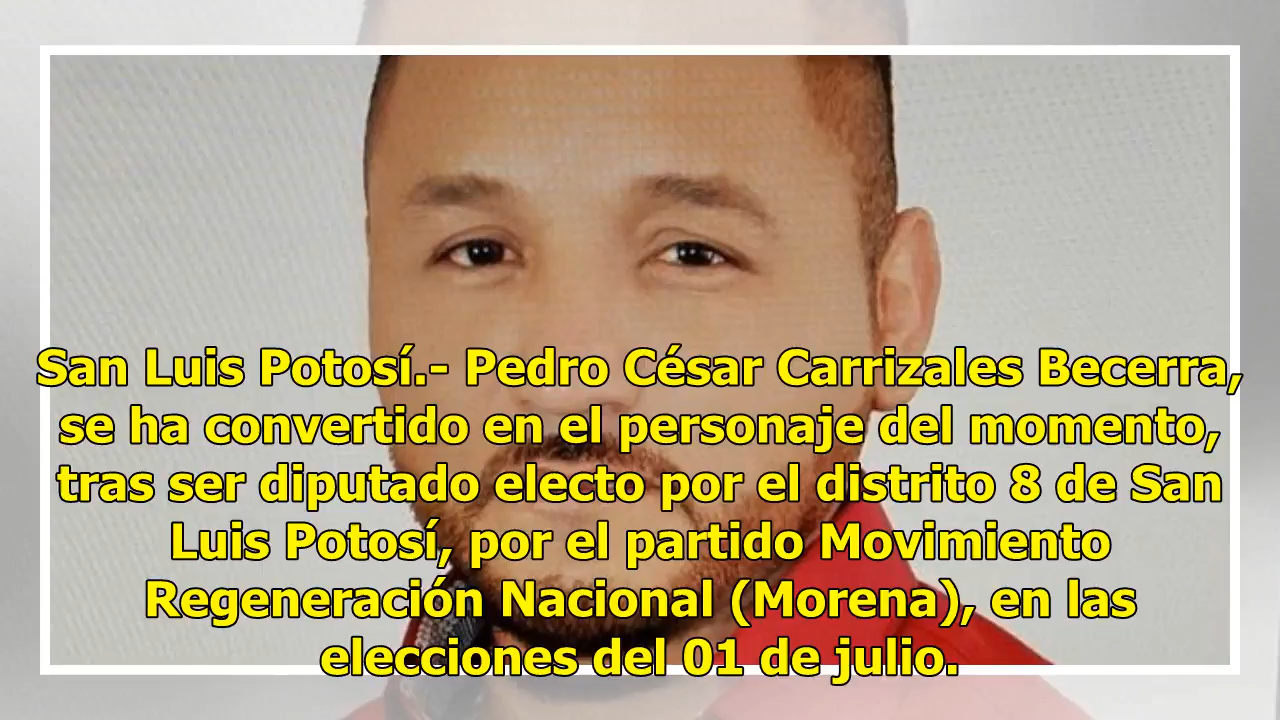 San Luis Potosí.- Pedro César Carrizales Becerra,
se ha convertido en el personaje del momento,
tras ser diputado electo por el distrito 8 de San
Luis Potosí, por el partido Movimiento
Regeneración Nacional (Morena), en las
elecciones del 01 de julio.